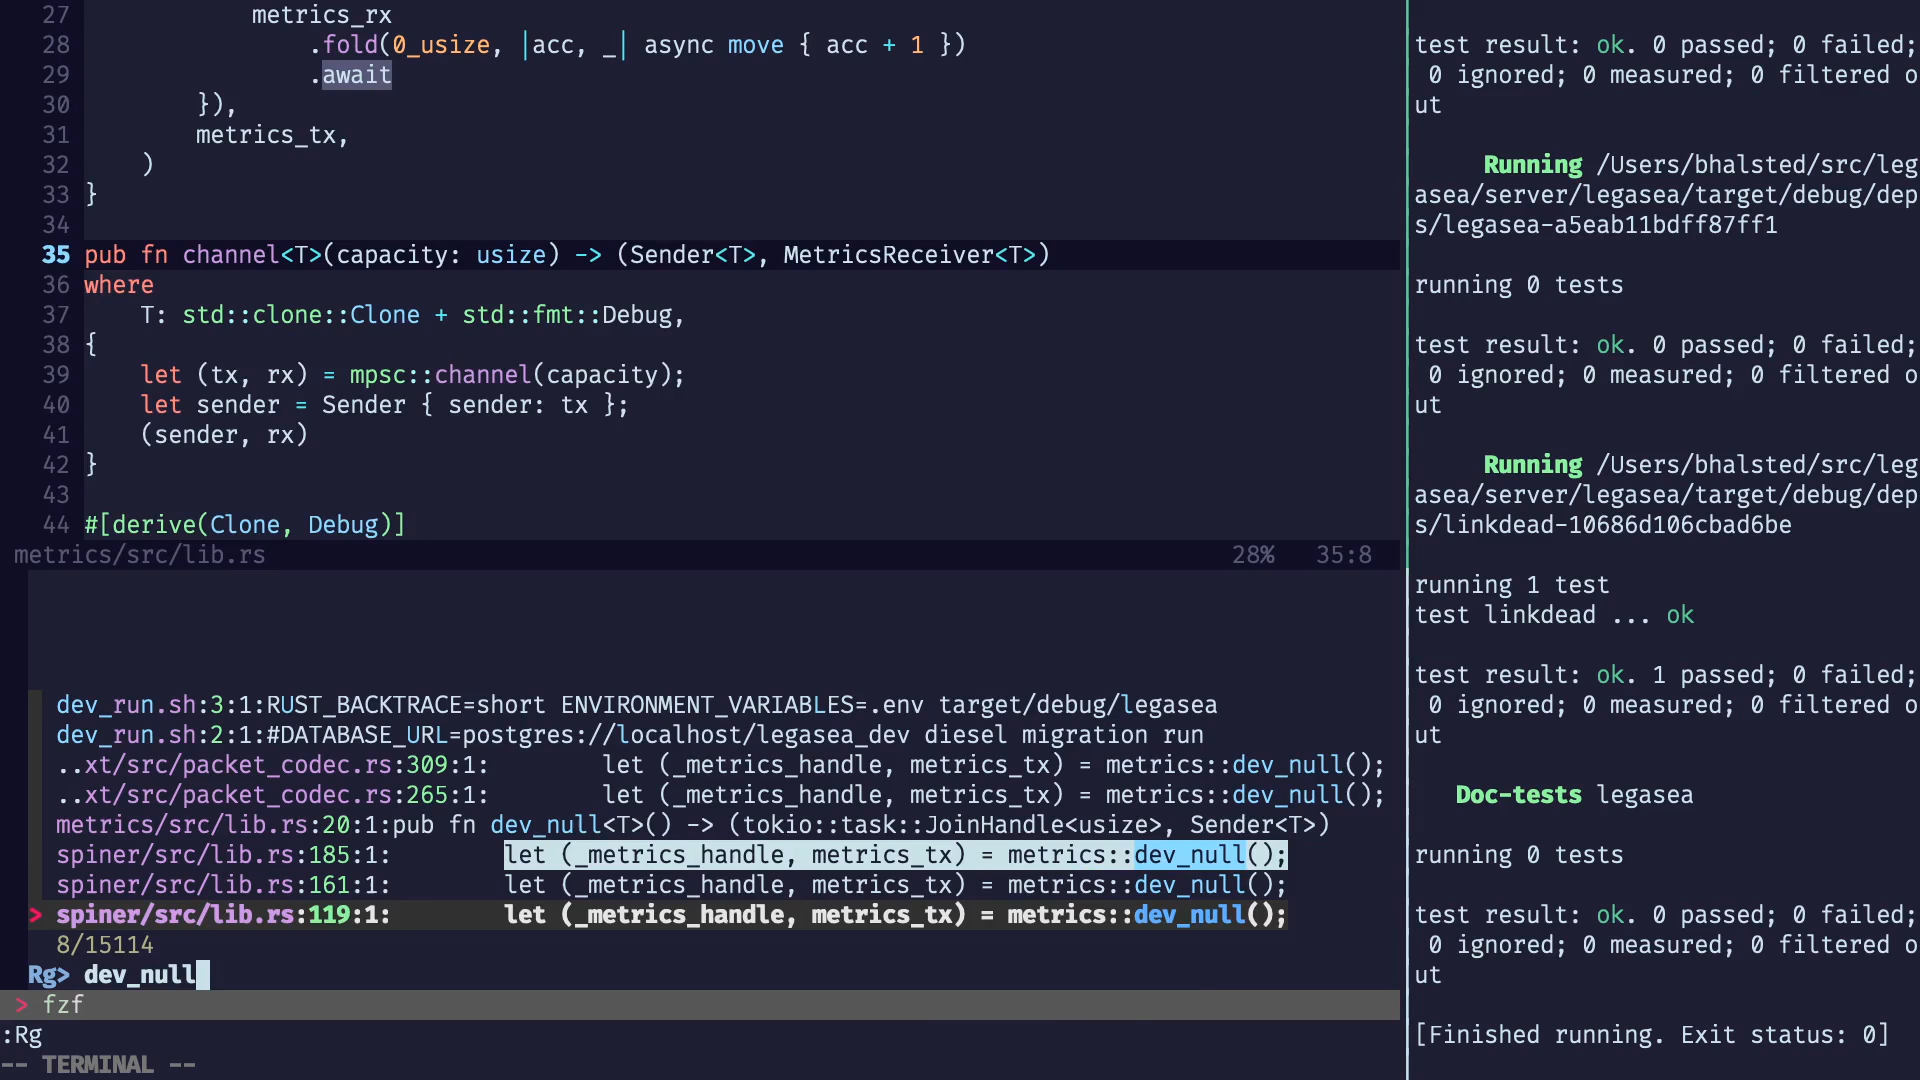 27             metrics_rx
28                 .fold(0_usize, |acc, _| async move { acc + 1 })
29                 .await
30         }),
31         metrics_tx,
32     )
33 }
34
35 pub fn channel<T>(capacity: usize) -> (Sender<T>, MetricsReceiver<T>)
36 where
37     T: std::clone::Clone + std::fmt::Debug,
38 {
39     let (tx, rx) = mpsc::channel(capacity);
40     let sender = Sender { sender: tx };
41     (sender, rx)
42 }
43
44 #[derive(Clone, Debug)]
metrics/src/lib.rs 28% 35:8
dev_run.sh:3:1:RUST_BACKTRACE=short ENVIRONMENT_VARIABLES=.env target/debug/legasea
dev_run.sh:2:1:#DATABASE_URL=postgres://localhost/legasea_dev diesel migration run
..xt/src/packet_codec.rs:309:1:        let (_metrics_handle, metrics_tx) = metrics::dev_null();
..xt/src/packet_codec.rs:265:1:        let (_metrics_handle, metrics_tx) = metrics::dev_null();
metrics/src/lib.rs:20:1:pub fn dev_null<T>() -> (tokio::task::JoinHandle<usize>, Sender<T>)
spiner/src/lib.rs:185:1:        let (_metrics_handle, metrics_tx) = metrics::dev_null();
spiner/src/lib.rs:161:1:        let (_metrics_handle, metrics_tx) = metrics::dev_null();
> spiner/src/lib.rs:119:1:        let (_metrics_handle, metrics_tx) = metrics::dev_null();
8/15114
Rg> dev_null
> fzf
:Rg
-- TERMINAL --
test result: ok. 0 passed; 0 failed;
 0 ignored; 0 measured; 0 filtered o
ut
Running /Users/bhalsted/src/leg
asea/server/legasea/target/debug/dep
s/legasea-a5eab11bdff87ff1
running 0 tests
test result: ok. 0 passed; 0 failed;
 0 ignored; 0 measured; 0 filtered o
ut
Running /Users/bhalsted/src/leg
asea/server/legasea/target/debug/dep
s/linkdead-10686d106cbad6be
running 1 test
test linkdead ... ok
test result: ok. 1 passed; 0 failed;
 0 ignored; 0 measured; 0 filtered o
ut
Doc-tests legasea
running 0 tests
test result: ok. 0 passed; 0 failed;
 0 ignored; 0 measured; 0 filtered o
ut
[Finished running. Exit status: 0]